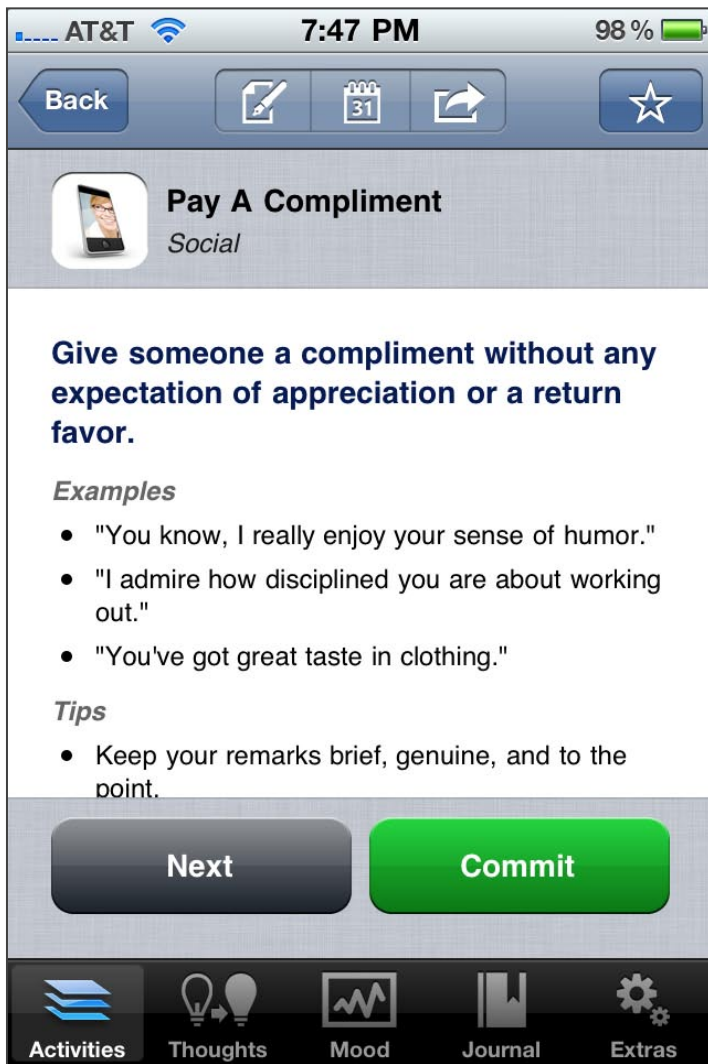 AT&T 7:47 PM 98 %
Back 31
Pay A Compliment
Social
Give someone a compliment without any
expectation of appreciation or a return
favor.
Examples
• "You know, I really enjoy your sense of humor."
• "I admire how disciplined you are about working
out."
• "You've got great taste in clothing."
Tips
• Keep your remarks brief, genuine, and to the
point.
Next Commit
Activities Thoughts Mood Journal Extras